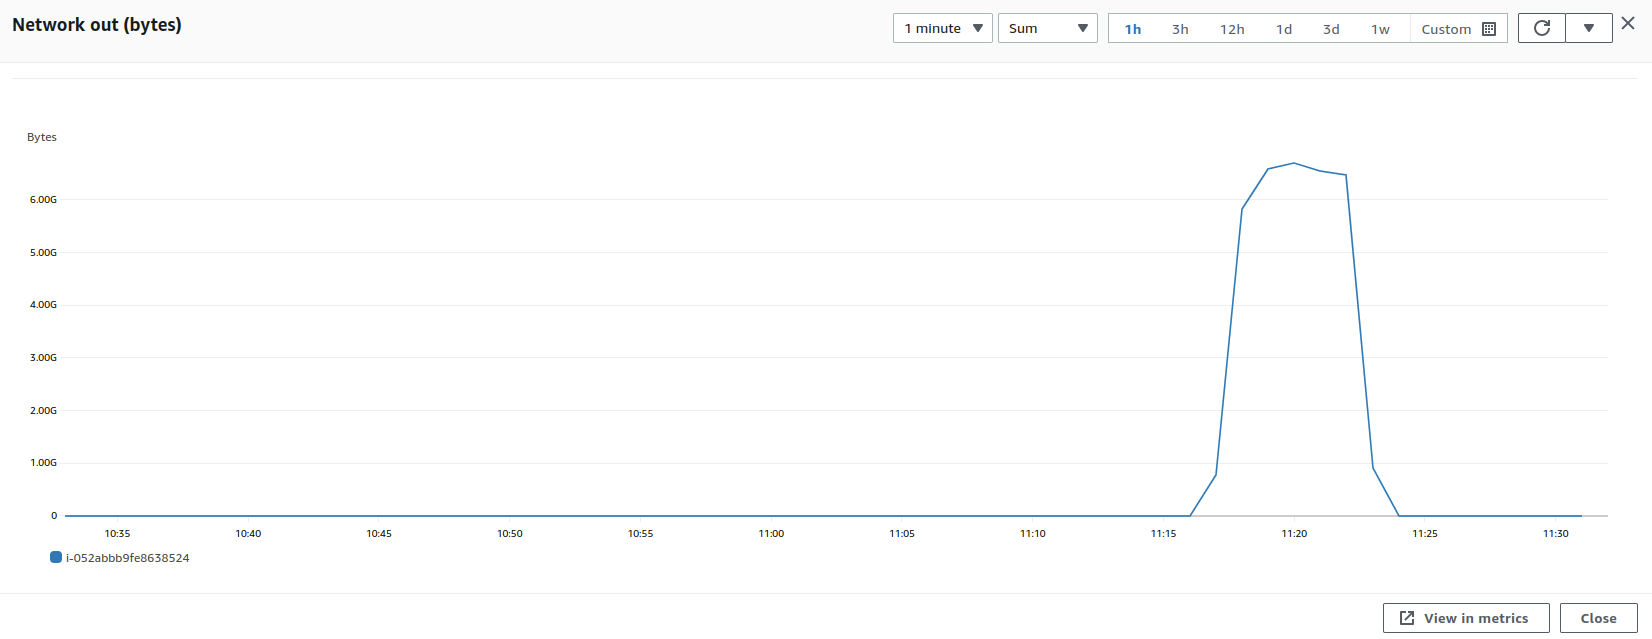 Network out (bytes)
1 minute
Sum
1h 3h 12h 1d 3d 1w Custom
Bytes
6.00G
5.00G
4.00G
3.00G
2.00G
1.00G
0
10:35 10:40 10:45 10:50 10:55 11:00 11:05 11:10 11:15 11:20 11:25 11:30
i-052abbb9fe8638524
View in metrics
Close